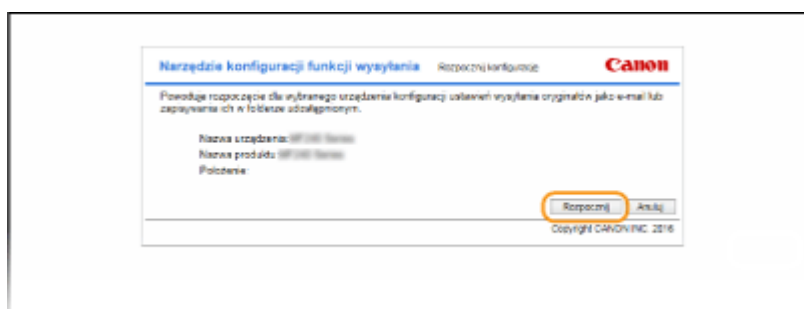 Narzędzie konfiguracji funkcji wysyłania Rozpocznij konfigurację Canon
Powoduje rozpoczęcie dla wybranego urządzenia konfiguracji ustawień wysyłania oryginałów jako e-mail lub
zapisywania ich w folderze udostępnionym.
Nazwa urządzenia:
Nazwa produktu:
Położenie:
Rozpocznij Anuluj
Copyright CANON INC. 2016